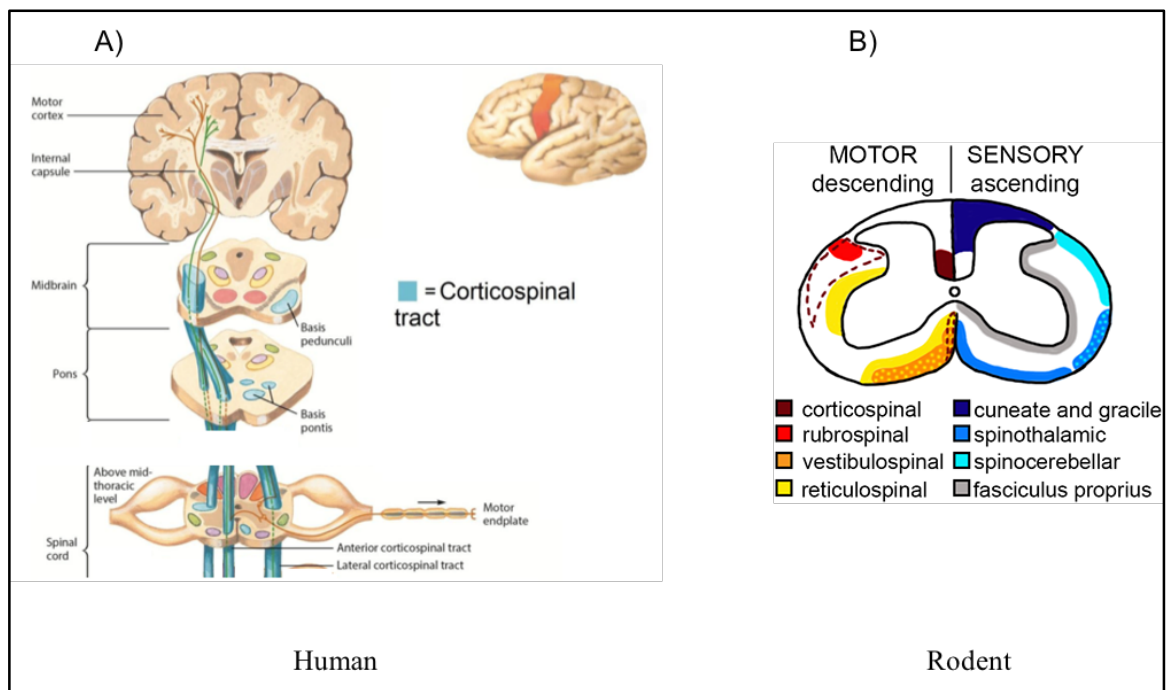 A)
B)
Motor
cortex
Internal
capsule
Midbrain
Basis
pedunculi
= Corticospinal
tract
Pons
Basis
pontis
Above mid-
thoracic
level
Motor
endplate
Spinal
cord
Anterior corticospinal tract
Lateral corticospinal tract
MOTOR
descending
SENSORY
ascending
corticospinal
rubrospinal
vestibulospinal
reticulospinal
cuneate and gracile
spinothalamic
spinocerebellar
fasciculus proprius
Human
Rodent